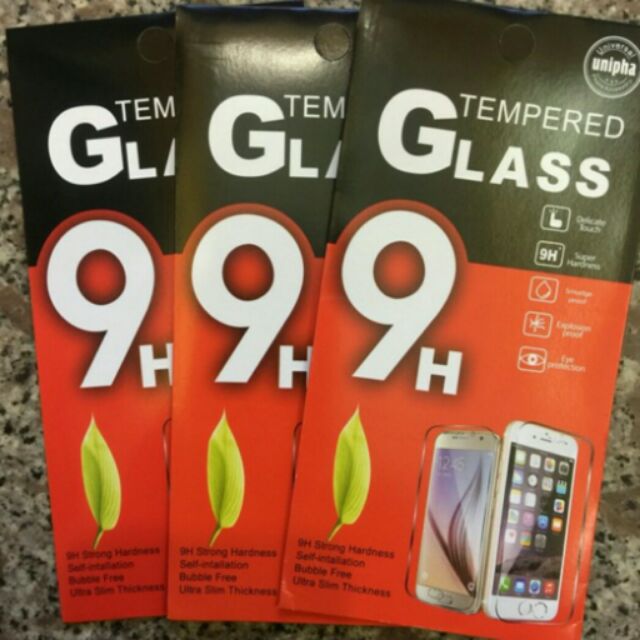 TEM
GLA
9H
9H Strong Hardness
Self-intallation
Bubble Free
Ultra Slim Thickness
TEM
GLA
9H
9H Strong Hardness
Self-intallation
Bubble Free
Ultra Slim Thickness
Universal
unipha
TEMPERED
GLASS
Delicate
Touch
9H
Super
Hardness
Smudge
proof
Explosion
proof
Eye
protection
9H
12:45
9H Strong Hardness
Self-intallation
Bubble Free
Ultra Slim Thickness